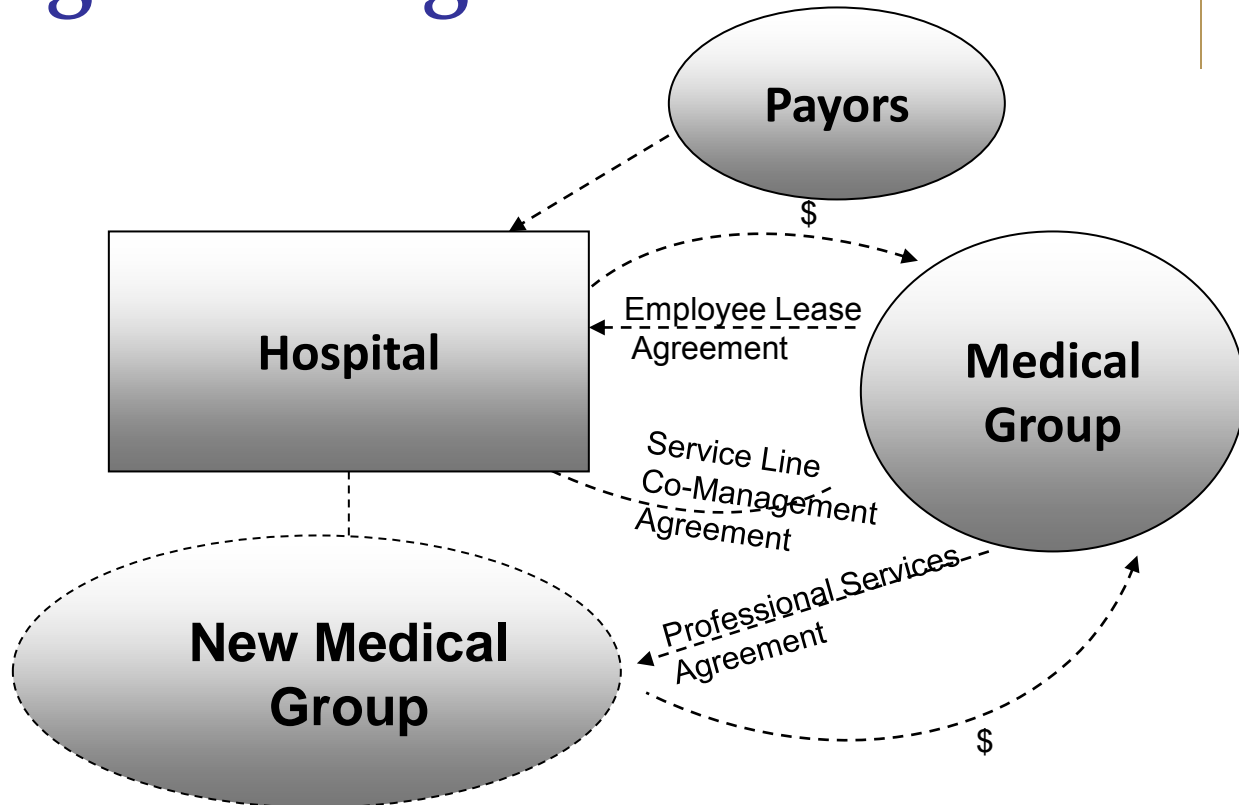 Payors
$
Employee Lease
Agreement
Hospital
Medical
Group
Service Line
Co-Management
Agreement
Professional Services
Agreement
New Medical
Group
$